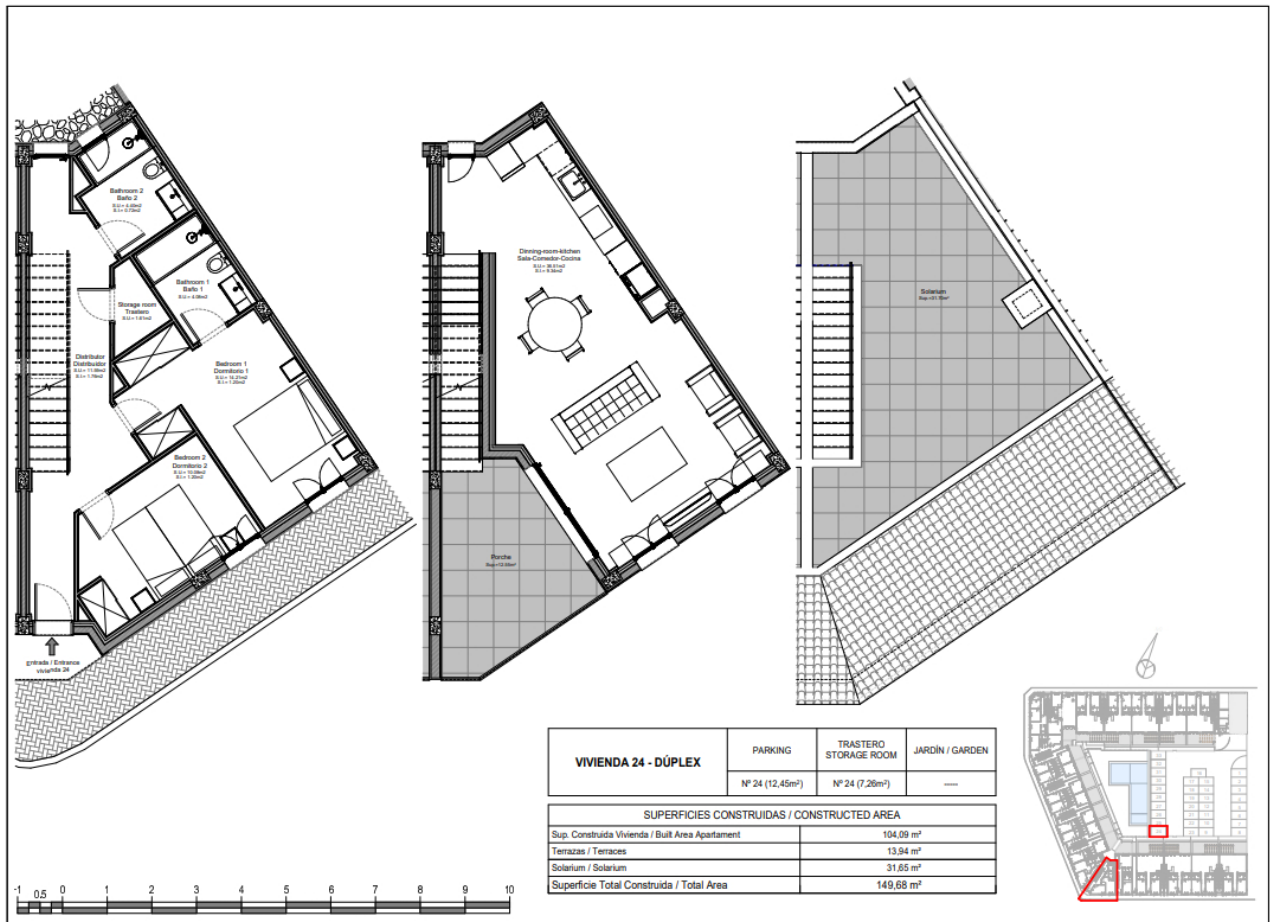 Bathroom 2
Baño 2
Bathroom 1
Baño 1
Storage room
Trastero
Distributor
Distribuidor
Bedroom 1
Dormitorio 1
Bedroom 2
Dormitorio 2
Entrada / Entrance
vivienda 24
Dinning-room-kitchen
Sala-Comedor-Cocina
Porche
Solarium
VIVIENDA 24 - DÚPLEX
PARKING
TRASTERO
STORAGE ROOM
JARDÍN / GARDEN
Nº 24 (12,45m²)
Nº 24 (7,26m²)
-----
SUPERFICIES CONSTRUIDAS / CONSTRUCTED AREA
Sup. Construida Vivienda / Built Area Apartament 104,09 m²
Terrazas / Terraces 13,94 m²
Solarium / Solarium 31,65 m²
Superficie Total Construida / Total Area 149,68 m²
-1 0.5 0 1 2 3 4 5 6 7 8 9 10